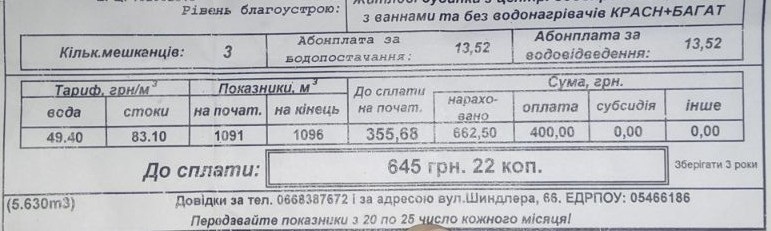 Рівень благоустрою:
з ваннами та без водонагрівачів КРАСН+БАГАТ
Кільк.мешканців: 3 Абонплата за водопостачання: 13,52 Абонплата за водовідведення: 13,52
Тариф, грн/м³ Показники, м³ До сплати на початк. Сума, грн.
вода стоки на почат. на кінець нарахо-вано оплата субсидія інше
49.40 83.10 1091 1096 355,68 662,50 400,00 0,00 0,00
До сплати: 645 грн. 22 коп. Зберігати 3 роки
(5.630m3) Довідки за тел. 0668387672 і за адресою вул.Шиндлера, 66. ЕДРПОУ: 05466186
Передавайте показники з 20 по 25 число кожного місяця!